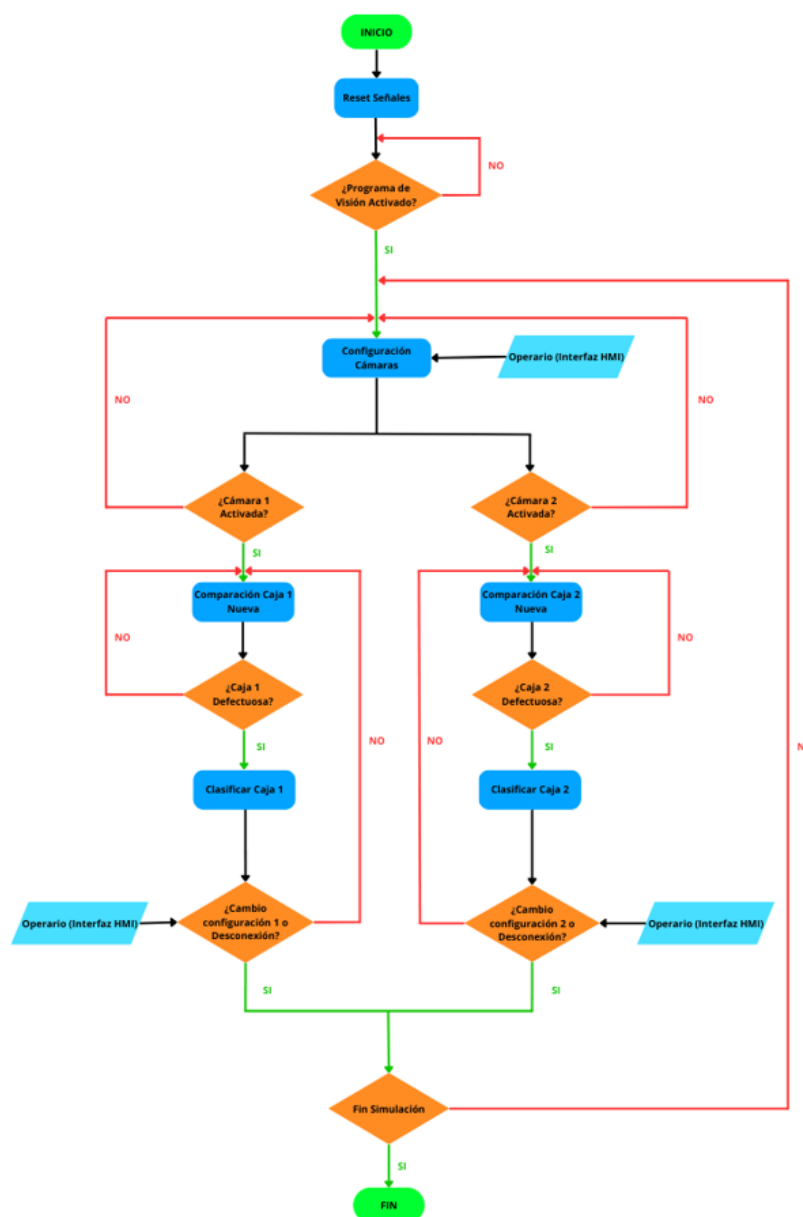 INICIO
Reset Señales
NO
¿Programa de
Visión Activado?
SI
Configuración
Cámaras
Operario (Interfaz HMI)
NO
NO
¿Cámara 1
Activada?
¿Cámara 2
Activada?
SI
SI
Comparación Caja 1
Nueva
Comparación Caja 2
Nueva
NO
NO
¿Caja 1
Defectuosa?
¿Caja 2
Defectuosa?
SI
NO
NO
SI
N
Clasificar Caja 1
Clasificar Caja 2
Operario (Interfaz HMI)
¿Cambio
configuración 1 o
Desconexión?
¿Cambio
configuración 2 o
Desconexión?
Operario (Interfaz HMI)
SI
SI
Fin Simulación
SI
FIN